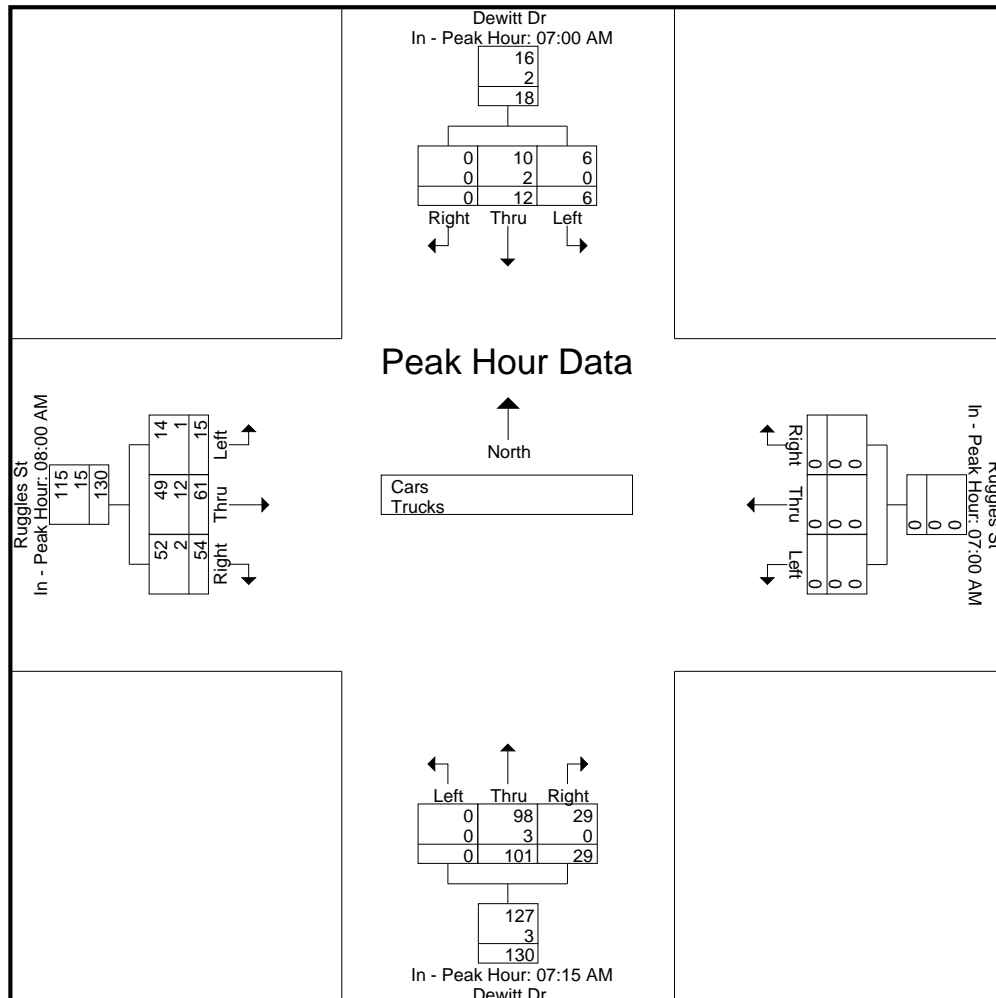 Dewitt Dr
In - Peak Hour: 07:00 AM
16
2
18
0 10 6
0 2 0
0 12 6
Right Thru Left
Peak Hour Data
North
Cars
Trucks
Ruggles St
In - Peak Hour: 08:00 AM
115
15
130
14 1 15
Left
49 12 61
Thru
52 2 54
Right
Ruggles St
In - Peak Hour: 07:00 AM
0
0
0
Right
0 0 0
Thru
0 0 0
Left
0 0 0
Left Thru Right
0 98 29
0 3 0
0 101 29
127
3
130
In - Peak Hour: 07:15 AM
Dewitt Dr